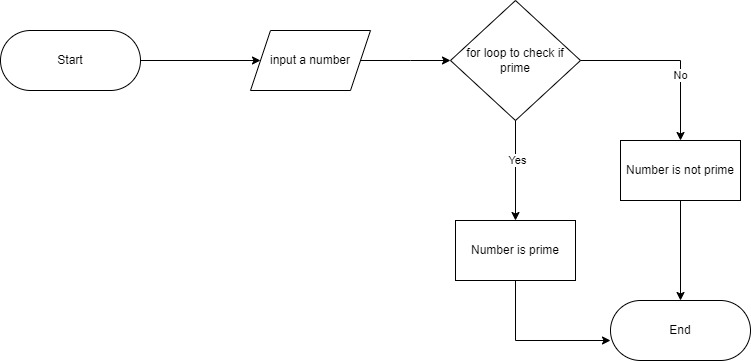 Start
input a number
for loop to check if
prime
No
Yes
Number is not prime
Number is prime
End